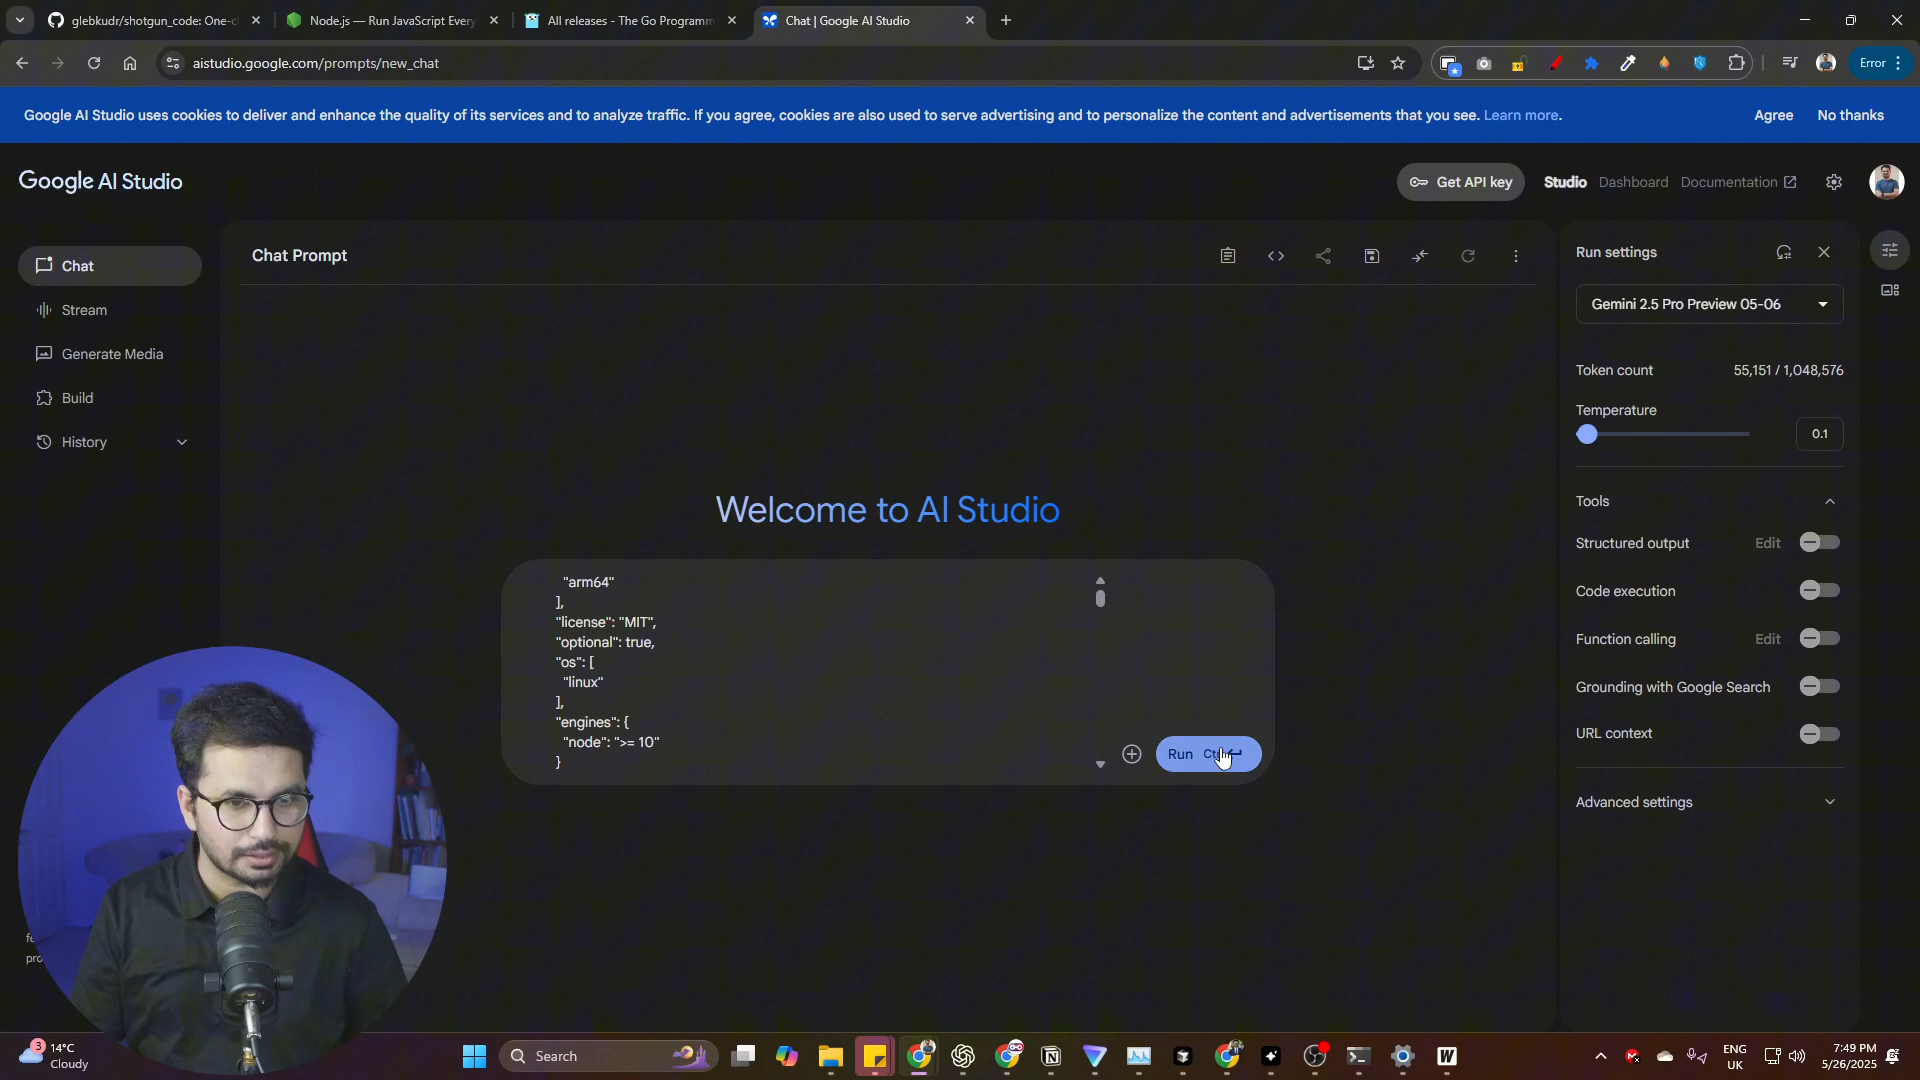 glebkudr/shotgun_code: One-c
Node.js — Run JavaScript Every
All releases - The Go Programm
Chat | Google AI Studio
aistudio.google.com/prompts/new_chat
Error
Google AI Studio uses cookies to deliver and enhance the quality of its services and to analyze traffic. If you agree, cookies are also used to serve advertising and to personalize the content and advertisements that you see. Learn more.
Agree
No thanks
Google AI Studio
Get API key
Studio
Dashboard
Documentation
Chat
Stream
Generate Media
Build
History
Chat Prompt
Welcome to AI Studio
"arm64"
],
"license": "MIT",
"optional": true,
"os": [
"linux"
],
"engines": {
"node": ">= 10"
}
Run
Run settings
Gemini 2.5 Pro Preview 05-06
Token count 55,151 / 1,048,576
Temperature
0.1
Tools
Structured output Edit
Code execution
Function calling Edit
Grounding with Google Search
URL context
Advanced settings
pro
3
14°C
Cloudy
Search
ENG
UK
7:49 PM
5/26/2025